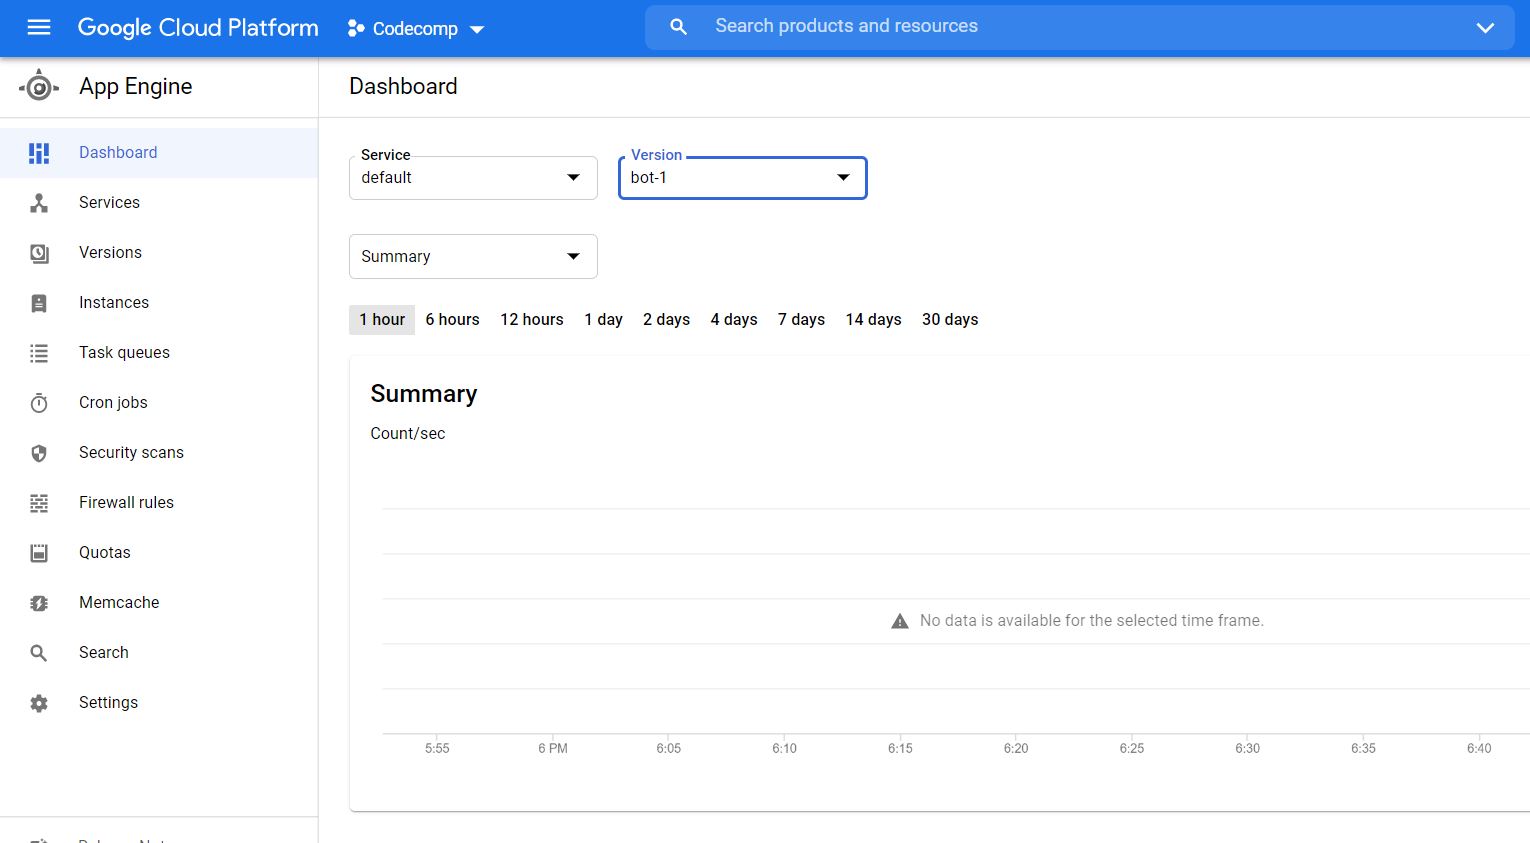 Google Cloud Platform
Codecomp
Search products and resources
App Engine
Dashboard
Dashboard
Services
Versions
Instances
Task queues
Cron jobs
Security scans
Firewall rules
Quotas
Memcache
Search
Settings
Service
default
Version
bot-1
Summary
1 hour 6 hours 12 hours 1 day 2 days 4 days 7 days 14 days 30 days
Summary
Count/sec
No data is available for the selected time frame.
5:55 6 PM 6:05 6:10 6:15 6:20 6:25 6:30 6:35 6:40